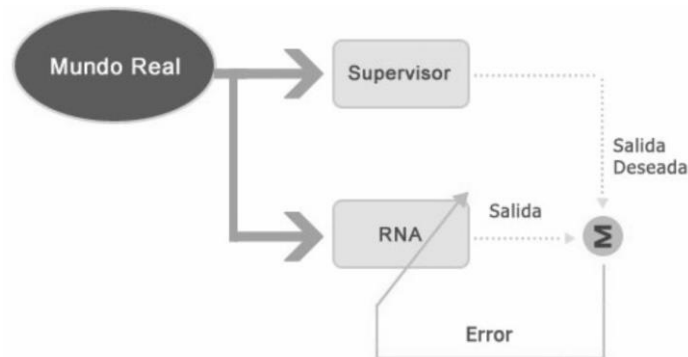 Mundo Real
Supervisor
Salida
Deseada
RNA
Salida
Σ
Error